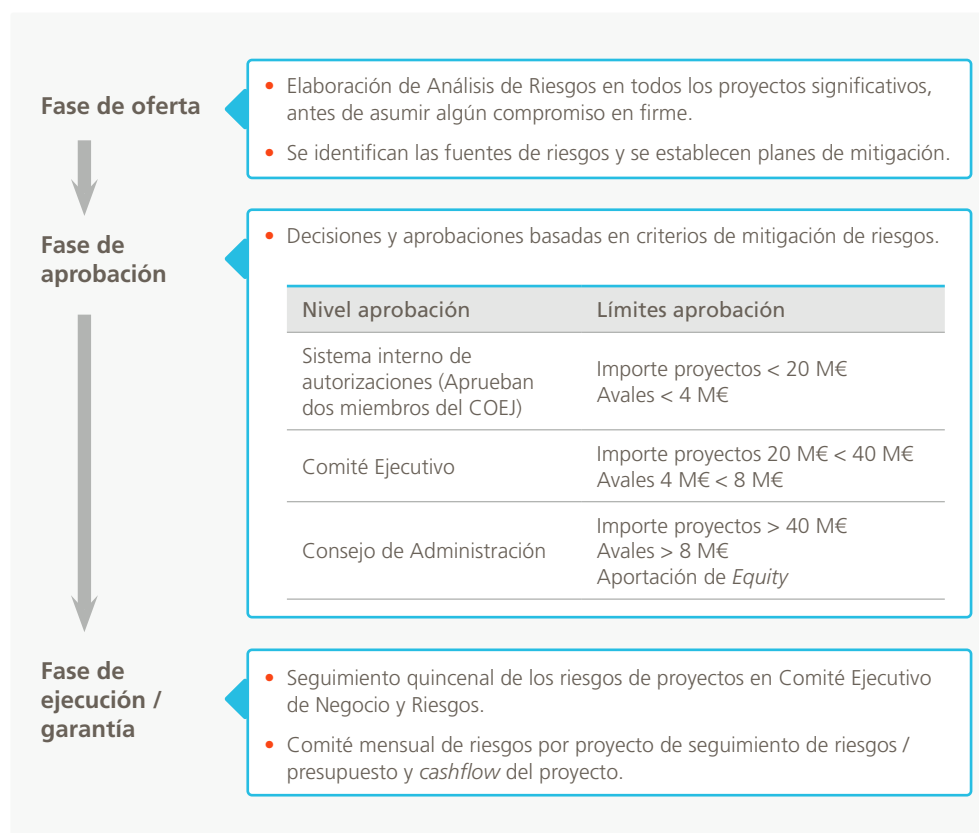 Fase de oferta
• Elaboración de Análisis de Riesgos en todos los proyectos significativos,
antes de asumir algún compromiso en firme.
• Se identifican las fuentes de riesgos y se establecen planes de mitigación.
Fase de
aprobación
• Decisiones y aprobaciones basadas en criterios de mitigación de riesgos.
Nivel aprobación Límites aprobación
Sistema interno de
autorizaciones (Aprueban
dos miembros del COEJ)
Importe proyectos < 20 M€
Avales < 4 M€
Comité Ejecutivo
Importe proyectos 20 M€ < 40 M€
Avales 4 M€ < 8 M€
Consejo de Administración
Importe proyectos > 40 M€
Avales > 8 M€
Aportación de Equity
Fase de
ejecución /
garantía
• Seguimiento quincenal de los riesgos de proyectos en Comité Ejecutivo
de Negocio y Riesgos.
• Comité mensual de riesgos por proyecto de seguimiento de riesgos /
presupuesto y cashflow del proyecto.